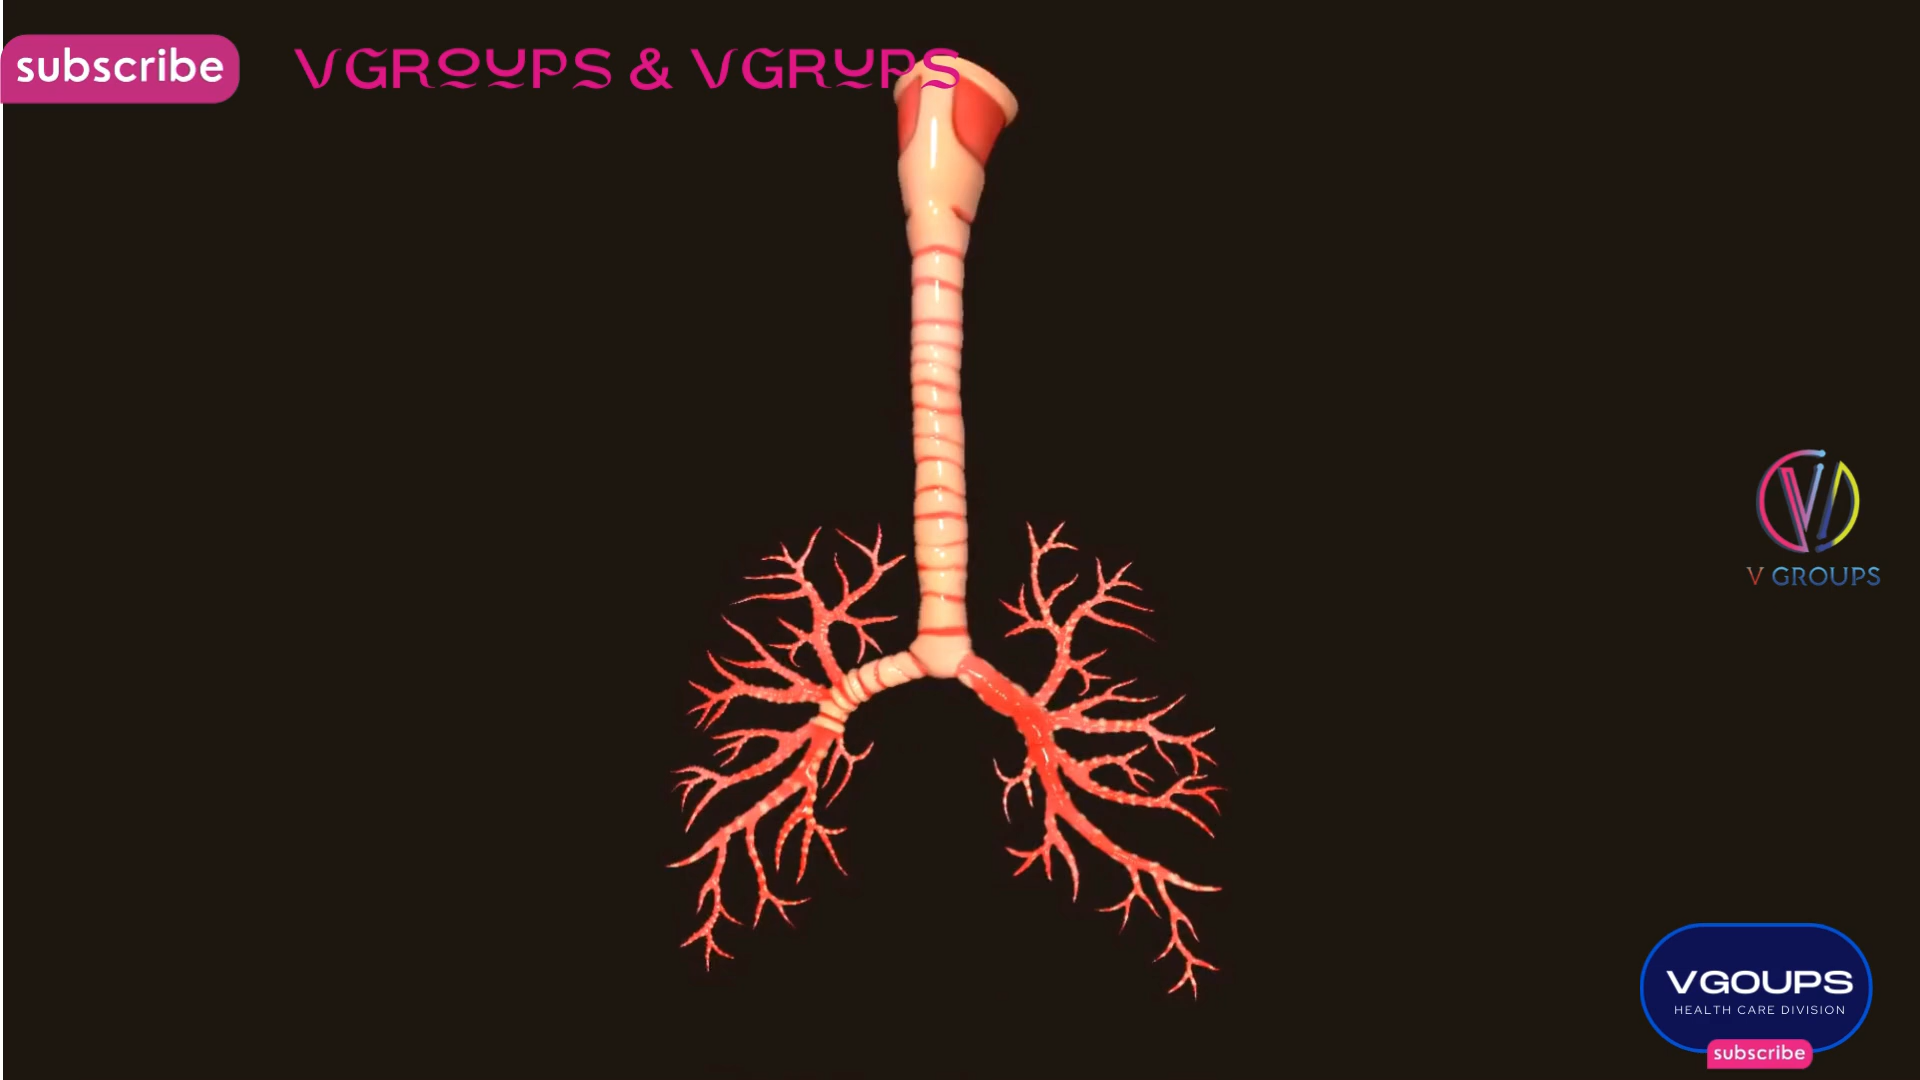 subscribe
VGROUPS & VGRUPS
V GROUPS
VGOUPS
HEALTH CARE DIVISION
subscribe